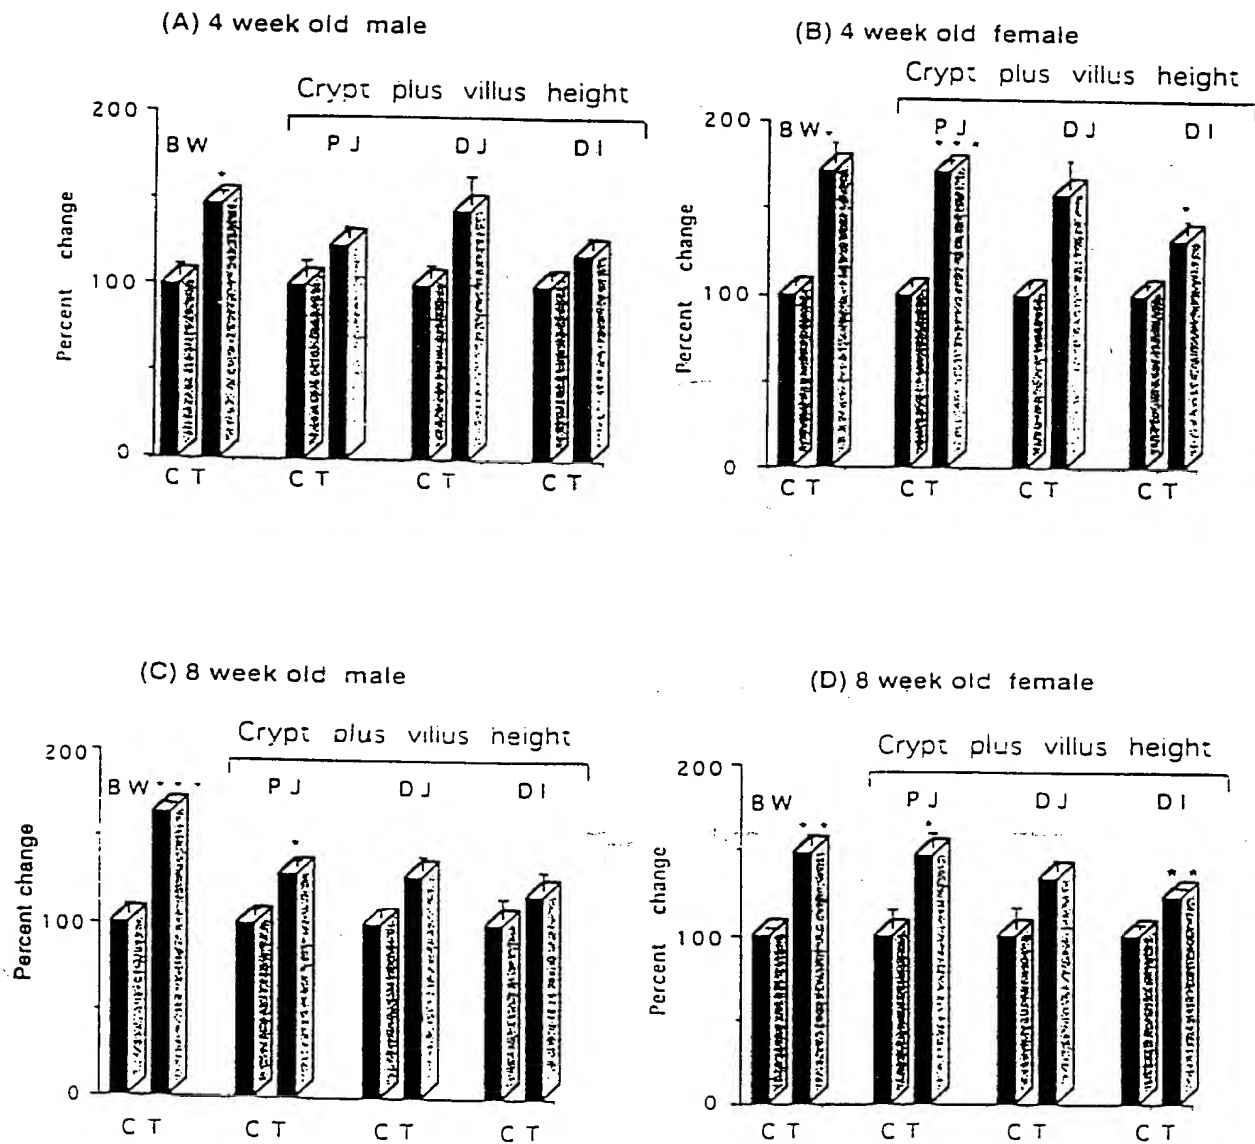 (A) 4 week old male
Crypt plus villus height
200
BW
PJ
DJ
DI
*
Percent change
100
0
C T
C T
C T
C T
(B) 4 week old female
Crypt plus villus height
200
BW
*
PJ
* * *
DJ
DI
*
Percent change
100
0
C T
C T
C T
C T
(C) 8 week old male
Crypt plus villus height
200
BW
* * *
PJ
DJ
DI
*
Percent change
100
0
C T
C T
C T
C T
(D) 8 week old female
Crypt plus villus height
200
BW
PJ
DJ
DI
* *
*
* *
Percent change
100
0
C T
C T
C T
C T